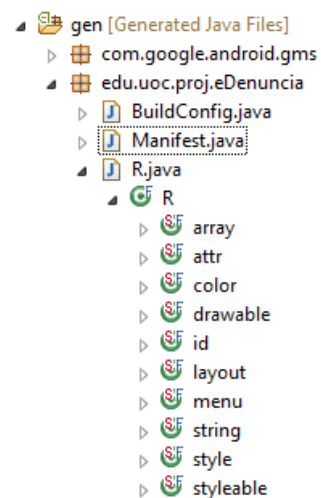 gen [Generated Java Files]
com.google.android.gms
edu.uoc.proj.eDenuncia
BuildConfig.java
Manifest.java
R.java
R
array
attr
color
drawable
id
layout
menu
string
style
styleable